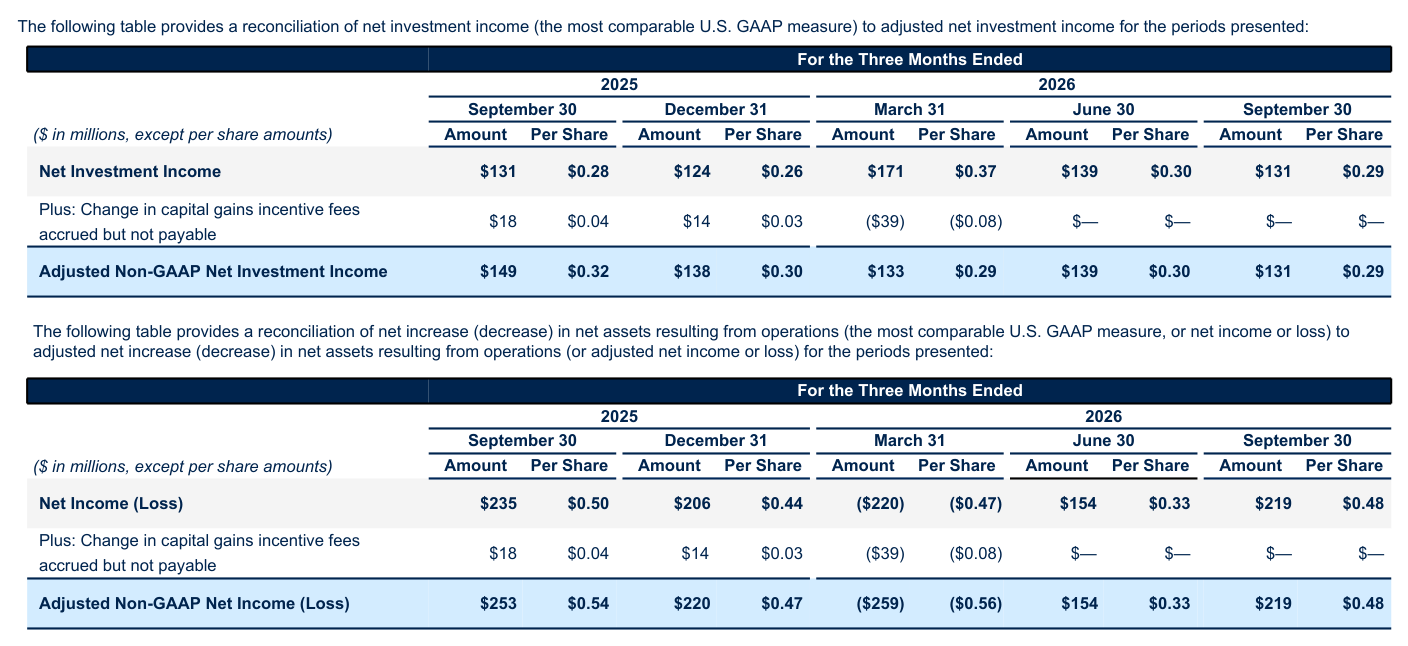 The following table provides a reconciliation of net investment income (the most comparable U.S. GAAP measure) to adjusted net investment income for the periods presented:
For the Three Months Ended
2025 2026
September 30 December 31 March 31 June 30 September 30
($ in millions, except per share amounts) Amount Per Share Amount Per Share Amount Per Share Amount Per Share Amount Per Share
Net Investment Income $131 $0.28 $124 $0.26 $171 $0.37 $139 $0.30 $131 $0.29
Plus: Change in capital gains incentive fees
accrued but not payable $18 $0.04 $14 $0.03 ($39) ($0.08) $— $— $— $—
Adjusted Non-GAAP Net Investment Income $149 $0.32 $138 $0.30 $133 $0.29 $139 $0.30 $131 $0.29
The following table provides a reconciliation of net increase (decrease) in net assets resulting from operations (the most comparable U.S. GAAP measure, or net income or loss) to
adjusted net increase (decrease) in net assets resulting from operations (or adjusted net income or loss) for the periods presented:
For the Three Months Ended
2025 2026
September 30 December 31 March 31 June 30 September 30
($ in millions, except per share amounts) Amount Per Share Amount Per Share Amount Per Share Amount Per Share Amount Per Share
Net Income (Loss) $235 $0.50 $206 $0.44 ($220) ($0.47) $154 $0.33 $219 $0.48
Plus: Change in capital gains incentive fees
accrued but not payable $18 $0.04 $14 $0.03 ($39) ($0.08) $— $— $— $—
Adjusted Non-GAAP Net Income (Loss) $253 $0.54 $220 $0.47 ($259) ($0.56) $154 $0.33 $219 $0.48